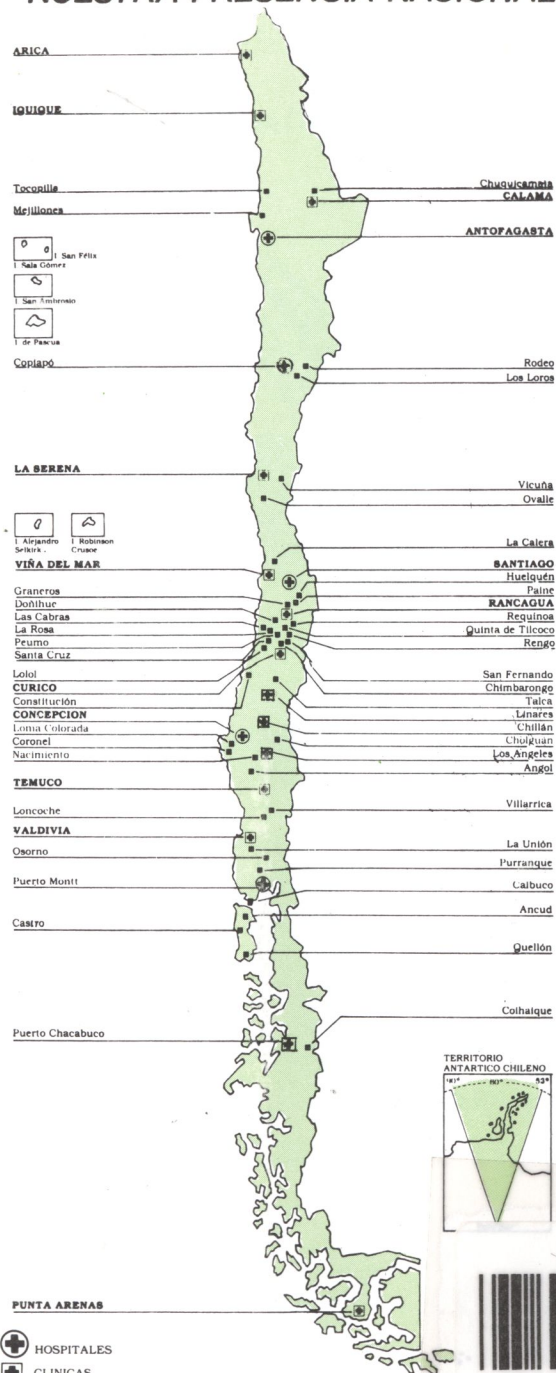 NUESTRA PRESENCIA NACIONAL
ARICA
IQUIQUE
Tocopilla
Chuquicamata
CALAMA
Mejillones
ANTOFAGASTA
I San Félix
I Sala Gómez
I San Ambrosio
I de Pascua
Copiapó
Rodeo
Los Loros
LA SERENA
Vicuña
Ovalle
I Alejandro Selkirk.
I Robinson Crusoe
La Calera
VIÑA DEL MAR
SANTIAGO
Huelquén
Graneros
Paine
Doñihue
RANCAGUA
Las Cabras
Requinoa
La Rosa
Quinta de Tilcoco
Peumo
Rengo
Santa Cruz
Lolol
San Fernando
CURICO
Chimbarongo
Constitución
Talca
CONCEPCION
Linares
Loma Colorada
Chillán
Coronel
Cholguán
Nacimiento
Los Angeles
Angol
TEMUCO
Loncoche
Villarrica
VALDIVIA
Osorno
La Unión
Purranque
Puerto Montt
Calbuco
Ancud
Castro
Quellón
Coihaique
Puerto Chacabuco
TERRITORIO
ANTARTICO CHILENO
80° 53°
PUNTA ARENAS
HOSPITALES
CLINICAS